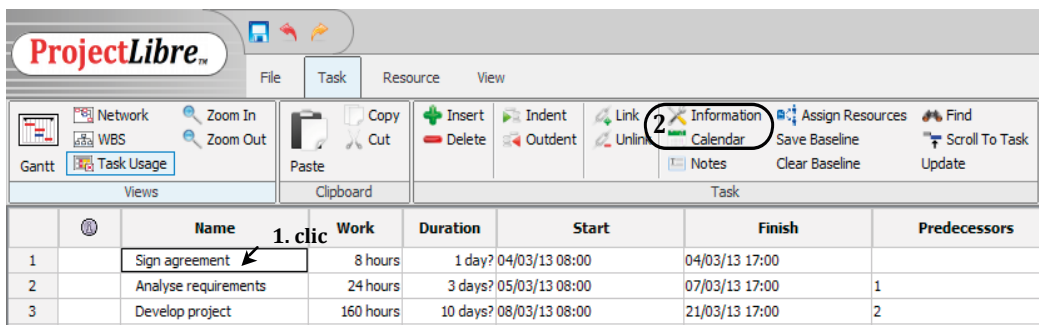 ProjectLibre™
File Task Resource View
Network Zoom In Copy Insert Indent Link 2 Information Assign Resources Find
WBS Zoom Out Cut Delete Outdent Unlink Calendar Save Baseline Scroll To Task
Gantt Task Usage Paste Notes Clear Baseline Update
Views Clipboard Task
Name 1. clic Work Duration Start Finish Predecessors
1 Sign agreement 8 hours 1 day? 04/03/13 08:00 04/03/13 17:00
2 Analyse requirements 24 hours 3 days? 05/03/13 08:00 07/03/13 17:00 1
3 Develop project 160 hours 10 days? 08/03/13 08:00 21/03/13 17:00 2